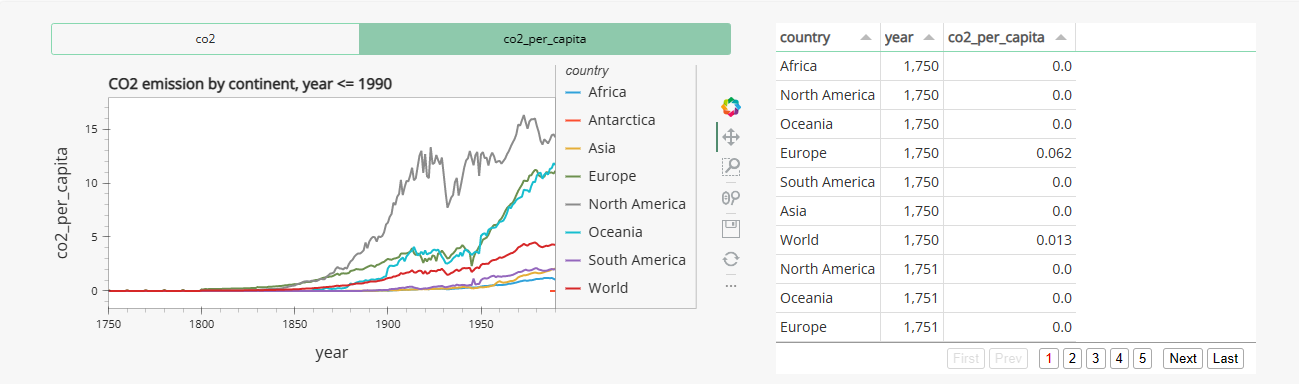 co2
co2_per_capita
CO2 emission by continent, year <= 1990
co2_per_capita
15
10
5
0
1750
1800
1850
1900
1950
year
country
Africa
Antarctica
Asia
Europe
North America
Oceania
South America
World
country year co2_per_capita
Africa 1,750 0.0
North America 1,750 0.0
Oceania 1,750 0.0
Europe 1,750 0.062
South America 1,750 0.0
Asia 1,750 0.0
World 1,750 0.013
North America 1,751 0.0
Oceania 1,751 0.0
Europe 1,751 0.0
First Prev 1 2 3 4 5 Next Last